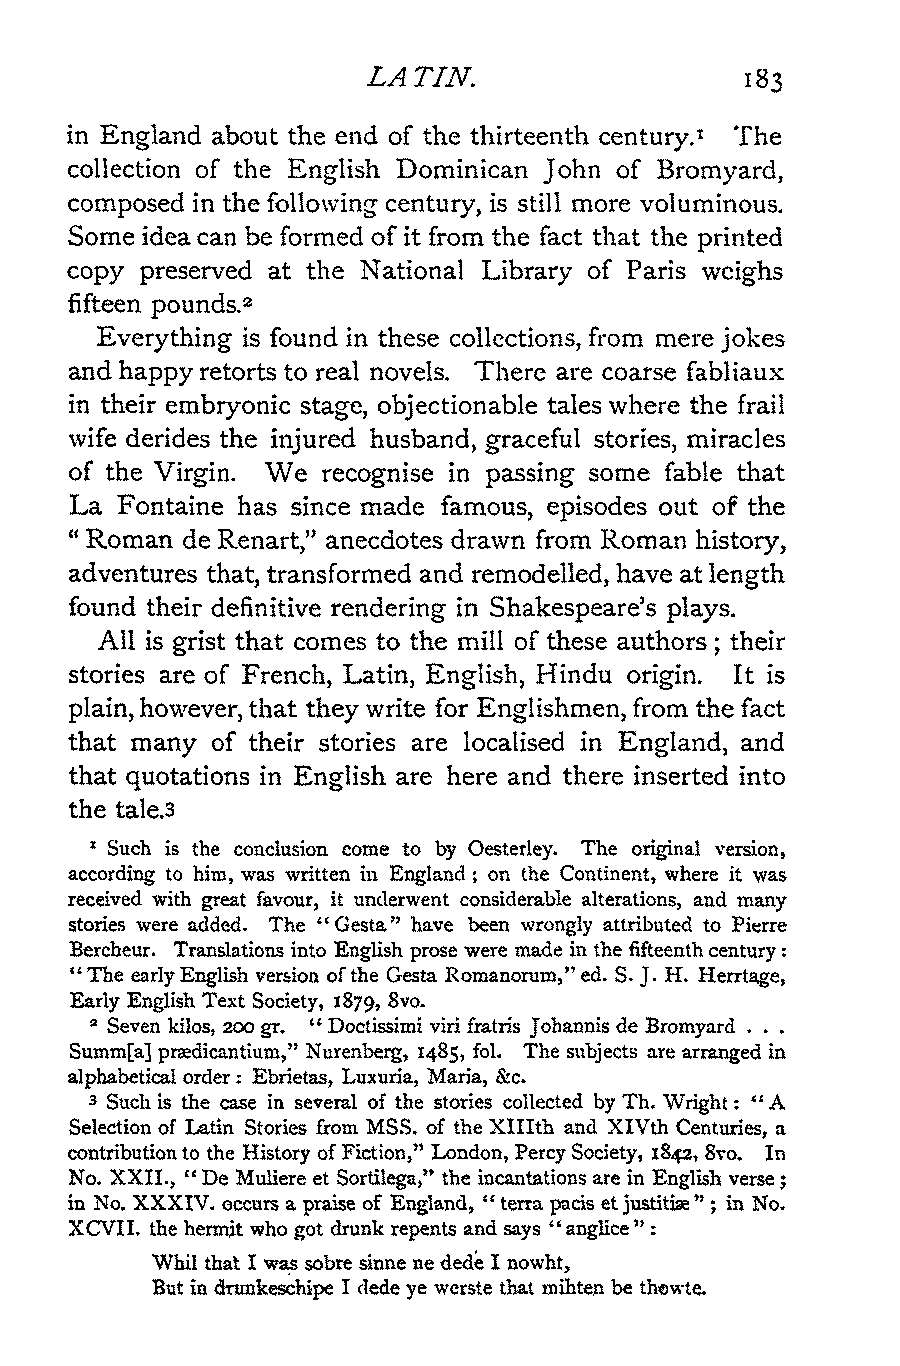 LATIN. 183
in England about the end of the thirteenth century.¹ The
collection of the English Dominican John of Bromyard,
composed in the following century, is still more voluminous.
Some idea can be formed of it from the fact that the printed
copy preserved at the National Library of Paris weighs
fifteen pounds.²
Everything is found in these collections, from mere jokes
and happy retorts to real novels. There are coarse fabliaux
in their embryonic stage, objectionable tales where the frail
wife derides the injured husband, graceful stories, miracles
of the Virgin. We recognise in passing some fable that
La Fontaine has since made famous, episodes out of the
“Roman de Renart,” anecdotes drawn from Roman history,
adventures that, transformed and remodelled, have at length
found their definitive rendering in Shakespeare's plays.
All is grist that comes to the mill of these authors; their
stories are of French, Latin, English, Hindu origin. It is
plain, however, that they write for Englishmen, from the fact
that many of their stories are localised in England, and
that quotations in English are here and there inserted into
the tale.³
¹ Such is the conclusion come to by Oesterley. The original version,
according to him, was written in England; on the Continent, where it was
received with great favour, it underwent considerable alterations, and many
stories were added. The “Gesta” have been wrongly attributed to Pierre
Bercheur. Translations into English prose were made in the fifteenth century:
“The early English version of the Gesta Romanorum,” ed. S. J. H. Herrtage,
Early English Text Society, 1879, 8vo.
² Seven kilos, 200 gr. “Doctissimi viri fratris Johannis de Bromyard . . .
Summ[a] prædicantium,” Nurenberg, 1485, fol. The subjects are arranged in
alphabetical order: Ebrietas, Luxuria, Maria, &c.
³ Such is the case in several of the stories collected by Th. Wright: “A
Selection of Latin Stories from MSS. of the XIIIth and XIVth Centuries, a
contribution to the History of Fiction,” London, Percy Society, 1842, 8vo. In
No. XXII., “De Muliere et Sortilega,” the incantations are in English verse;
in No. XXXIV. occurs a praise of England, “terra pacis et justitiæ”; in No.
XCVII. the hermit who got drunk repents and says “anglice”:
Whil that I was sobre sinne ne dede I nowht,
But in drunkeschipe I dede ye werste that mihten be thowte.